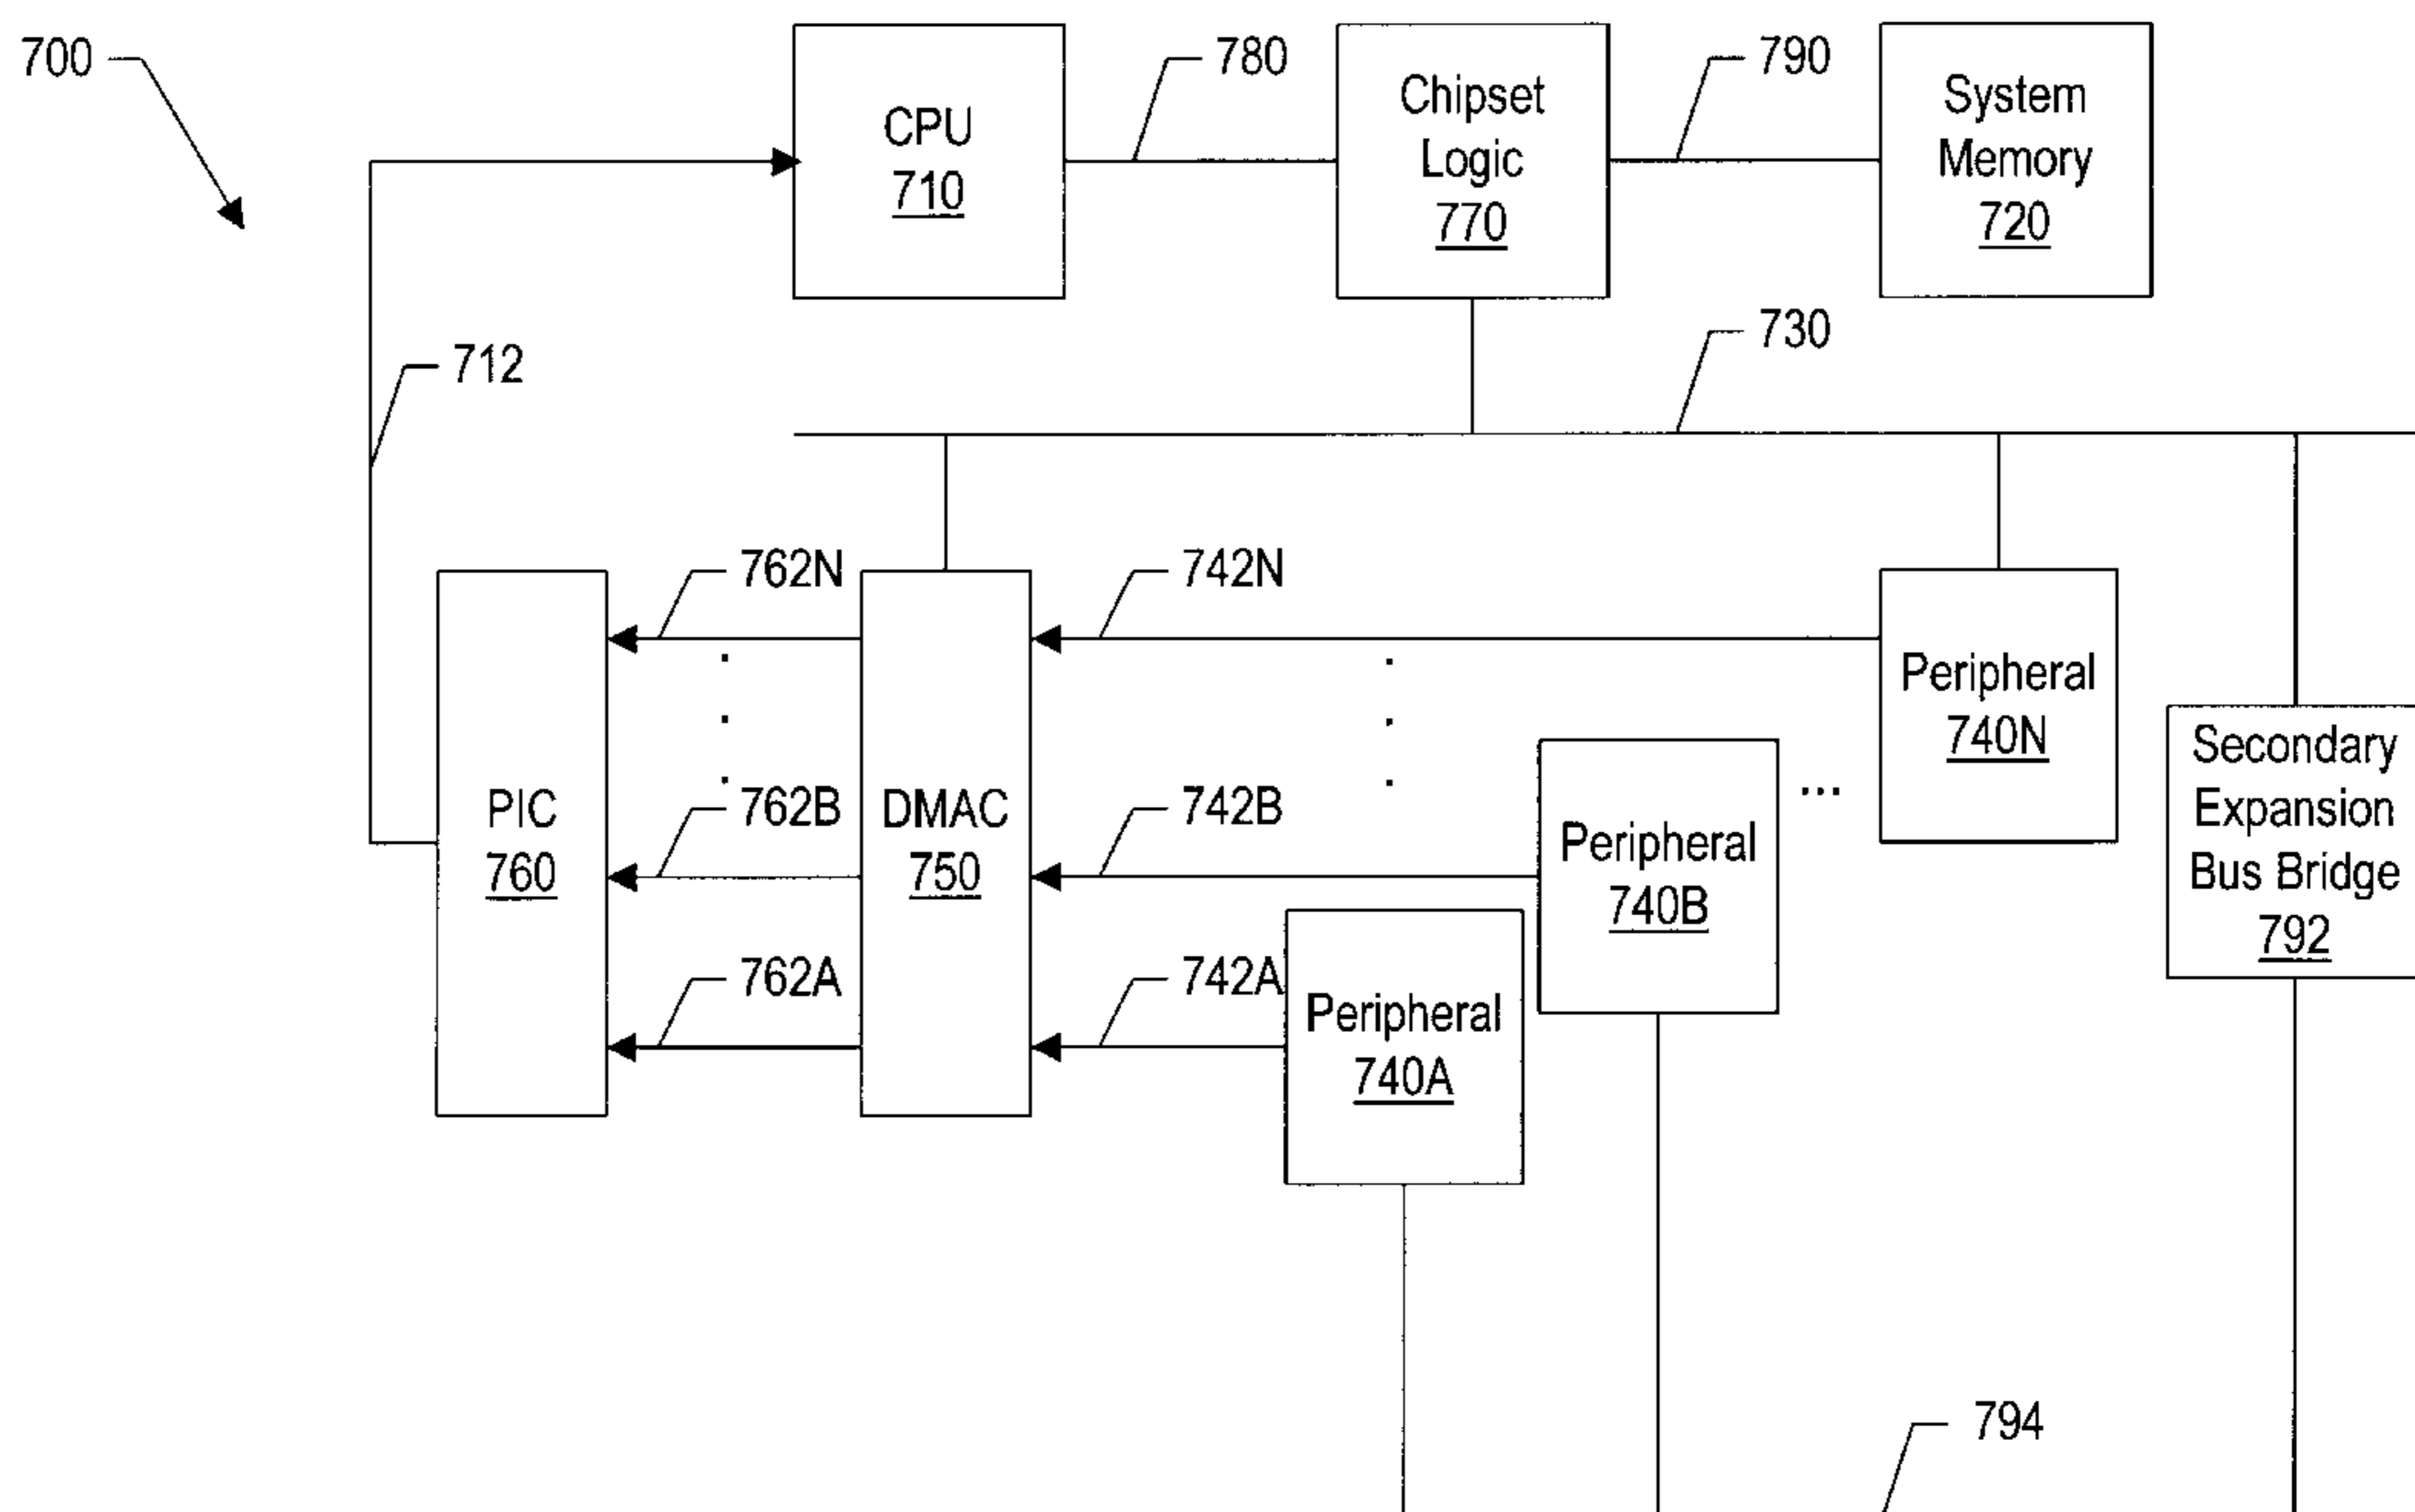 700
CPU
710
780
Chipset
Logic
770
790
System
Memory
720
712
730
762N
742N
Peripheral
740N
Secondary
Expansion
Bus Bridge
792
PIC
760
762B
DMAC
750
742B
Peripheral
740B
...
762A
742A
Peripheral
740A
794